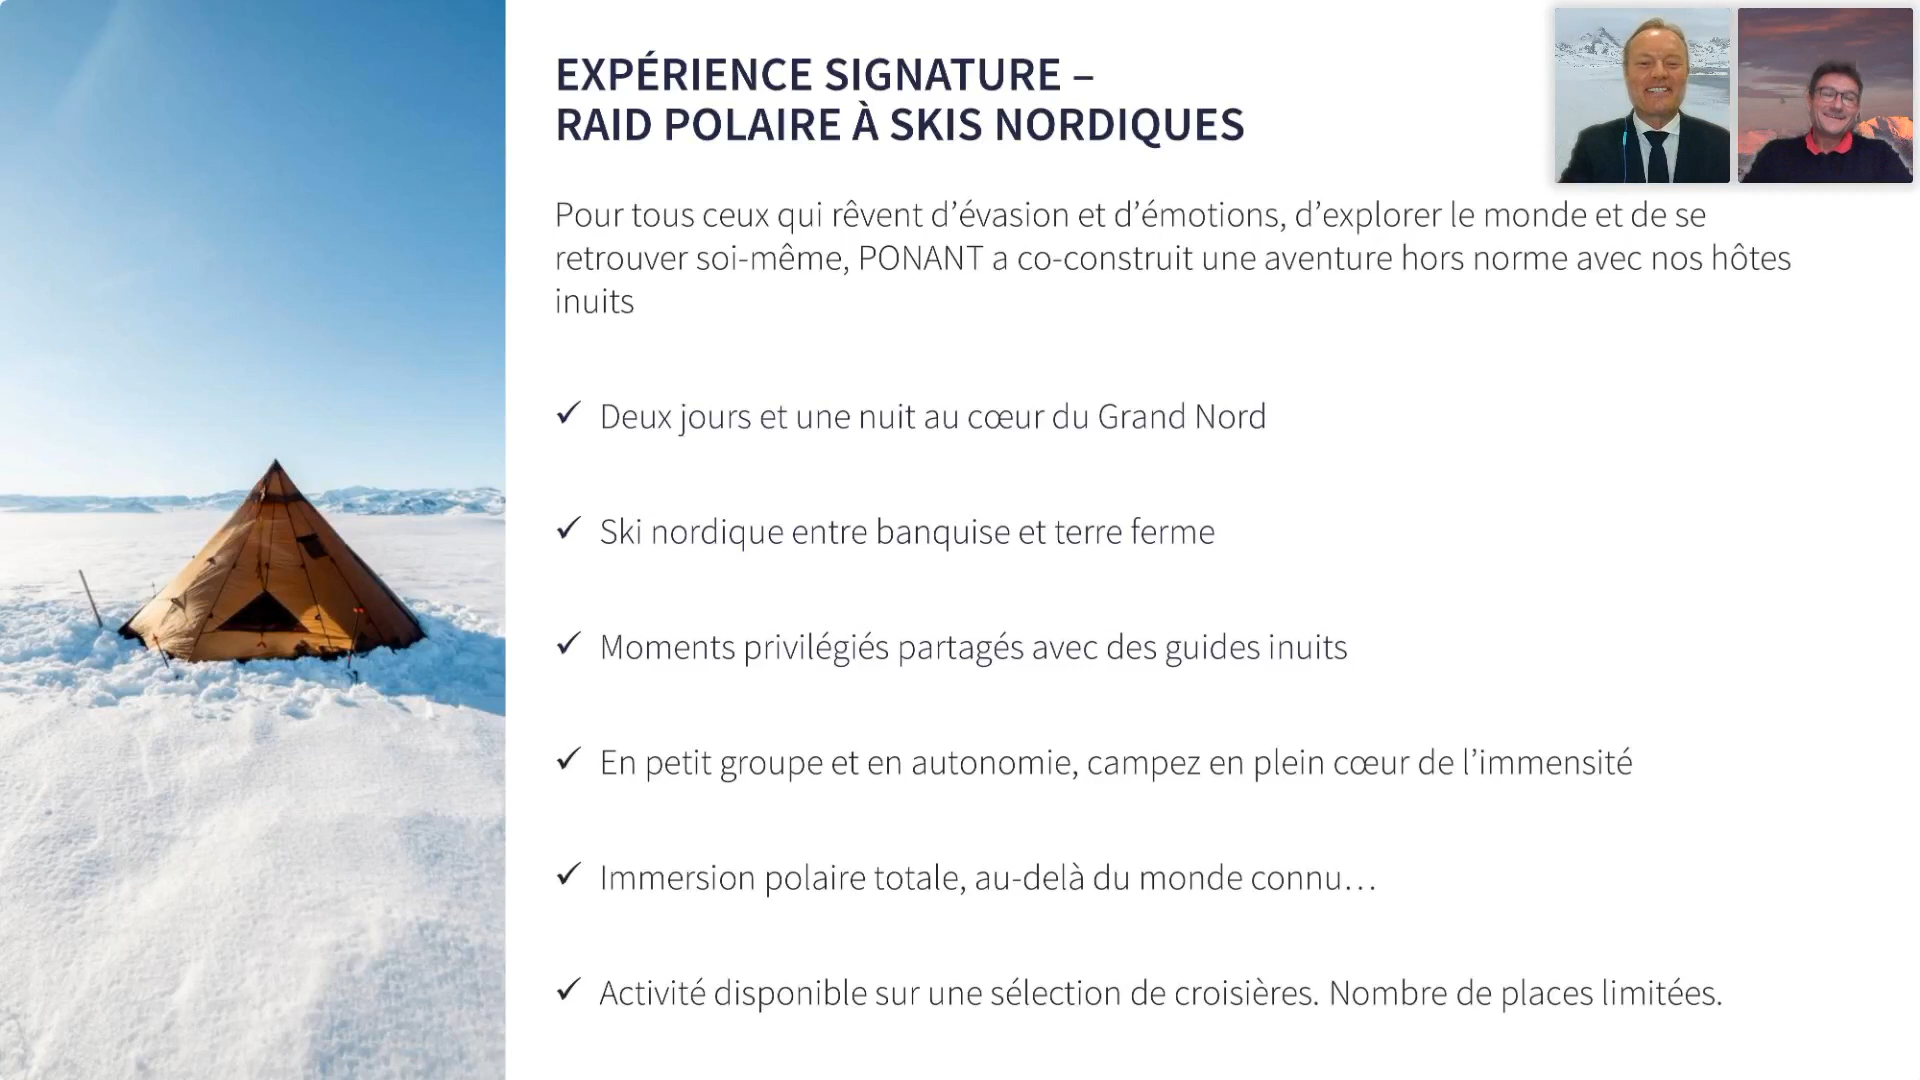 EXPÉRIENCE SIGNATURE –
RAID POLAIRE À SKIS NORDIQUES
Pour tous ceux qui rêvent d’évasion et d’émotions, d’explorer le monde et de se
retrouver soi-même, PONANT a co-construit une aventure hors norme avec nos hôtes
inuits
✓ Deux jours et une nuit au cœur du Grand Nord
✓ Ski nordique entre banquise et terre ferme
✓ Moments privilégiés partagés avec des guides inuits
✓ En petit groupe et en autonomie, campez en plein cœur de l’immensité
✓ Immersion polaire totale, au-delà du monde connu…
✓ Activité disponible sur une sélection de croisières. Nombre de places limitées.